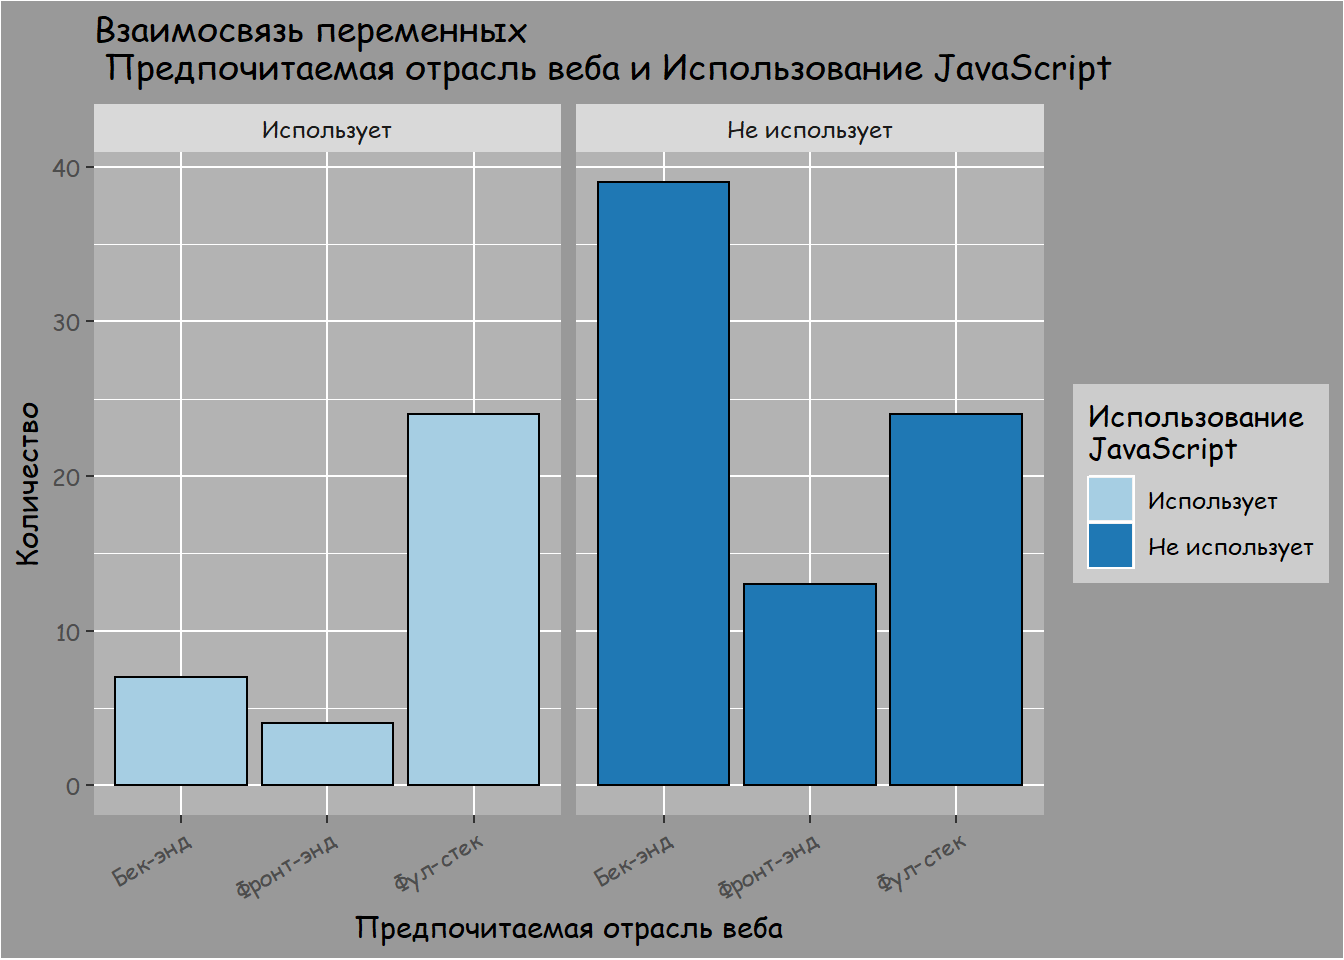 Взаимосвязь переменных
Предпочитаемая отрасль веба и Использование JavaScript
Использует
Не использует
40
30
20
10
0
Количество
Бек-энд
Фронт-энд
Фул-стек
Бек-энд
Фронт-энд
Фул-стек
Предпочитаемая отрасль веба
Использование
JavaScript
Использует
Не использует